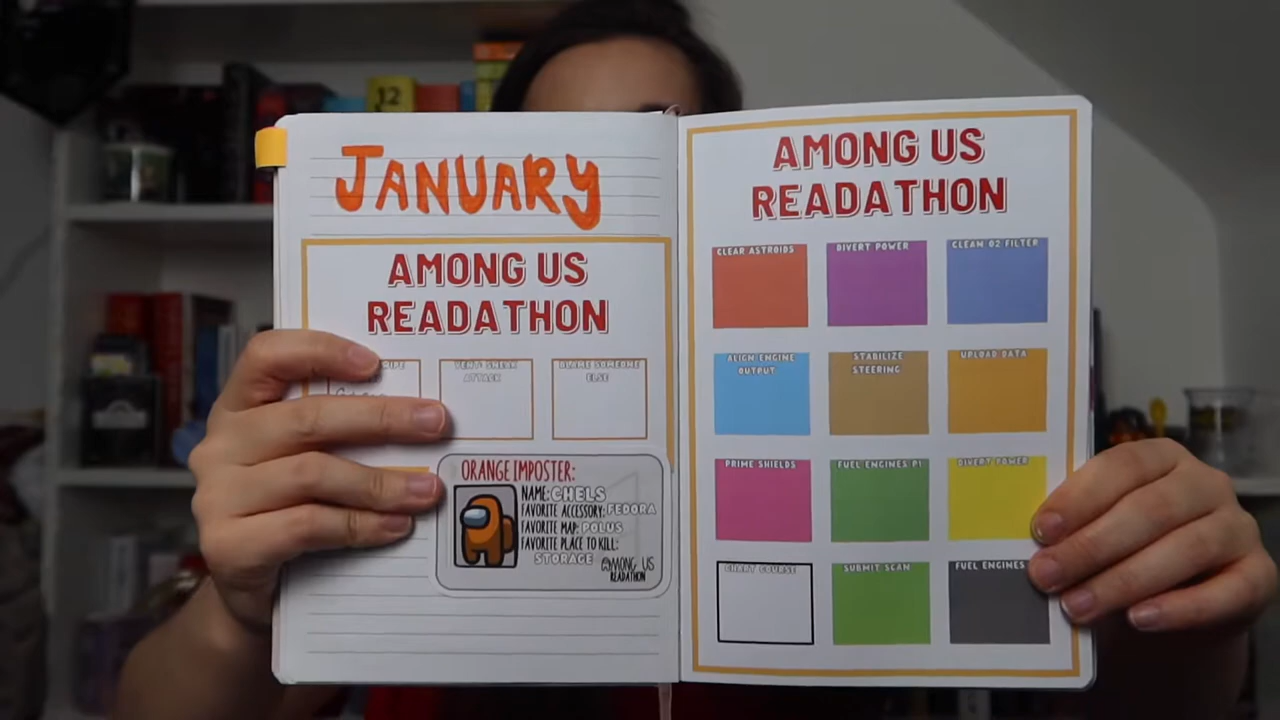 12
JANUARY
AMONG US
READATHON
VENT SNEAK
ATTACK
BLAME SOMEONE
ELSE
ORANGE IMPOSTER:
NAME: CHELS
FAVORITE ACCESSORY: FEDORA
FAVORITE MAP: POLUS
FAVORITE PLACE TO KILL:
STORAGE
AMONG US
READATHON
AMONG US
READATHON
CLEAR ASTROIDS
DIVERT POWER
CLEAN O2 FILTER
ALIGN ENGINE
OUTPUT
STABILIZE
STEERING
UPLOAD DATA
PRIME SHIELDS
FUEL ENGINES P1
DIVERT POWER
CHART COURSE
SUBMIT SCAN
FUEL ENGINES